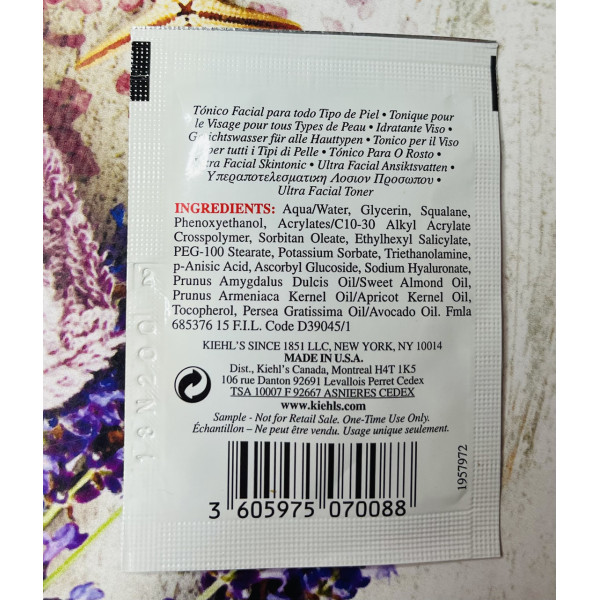 Tónico Facial para todo Tipo de Piel • Tonique pour
le Visage pour tous Types de Peau • Idratante Viso •
Gesichtswasser für alle Hauttypen • Tonico per il Viso
per tutti i Tipi di Pelle • Tónico Para O Rosto •
Ultra Facial Skintonic • Ultra Facial Ansiktsvatten •
Υπεραποτελεσματικη Λοσιον Προσωπου •
Ultra Facial Toner
INGREDIENTS: Aqua/Water, Glycerin, Squalane,
Phenoxyethanol, Acrylates/C10-30 Alkyl Acrylate
Crosspolymer, Sorbitan Oleate, Ethylhexyl Salicylate,
PEG-100 Stearate, Potassium Sorbate, Triethanolamine,
p-Anisic Acid, Ascorbyl Glucoside, Sodium Hyaluronate,
Prunus Amygdalus Dulcis Oil/Sweet Almond Oil,
Prunus Armeniaca Kernel Oil/Apricot Kernel Oil,
Tocopherol, Persea Gratissima Oil/Avocado Oil. Fmla
685376 15 F.I.L. Code D39045/1
KIEHL'S SINCE 1851 LLC, NEW YORK, NY 10014
MADE IN U.S.A.
Dist., Kiehl's Canada, Montreal H4T 1K5
106 rue Danton 92691 Levallois Perret Cedex
TSA 10007 F 92667 ASNIERES CEDEX
www.kiehls.com
Sample - Not for Retail Sale. One-Time Use Only.
Échantillon – Ne peut être vendu. Usage unique seulement.
3 605975 070088
1957972